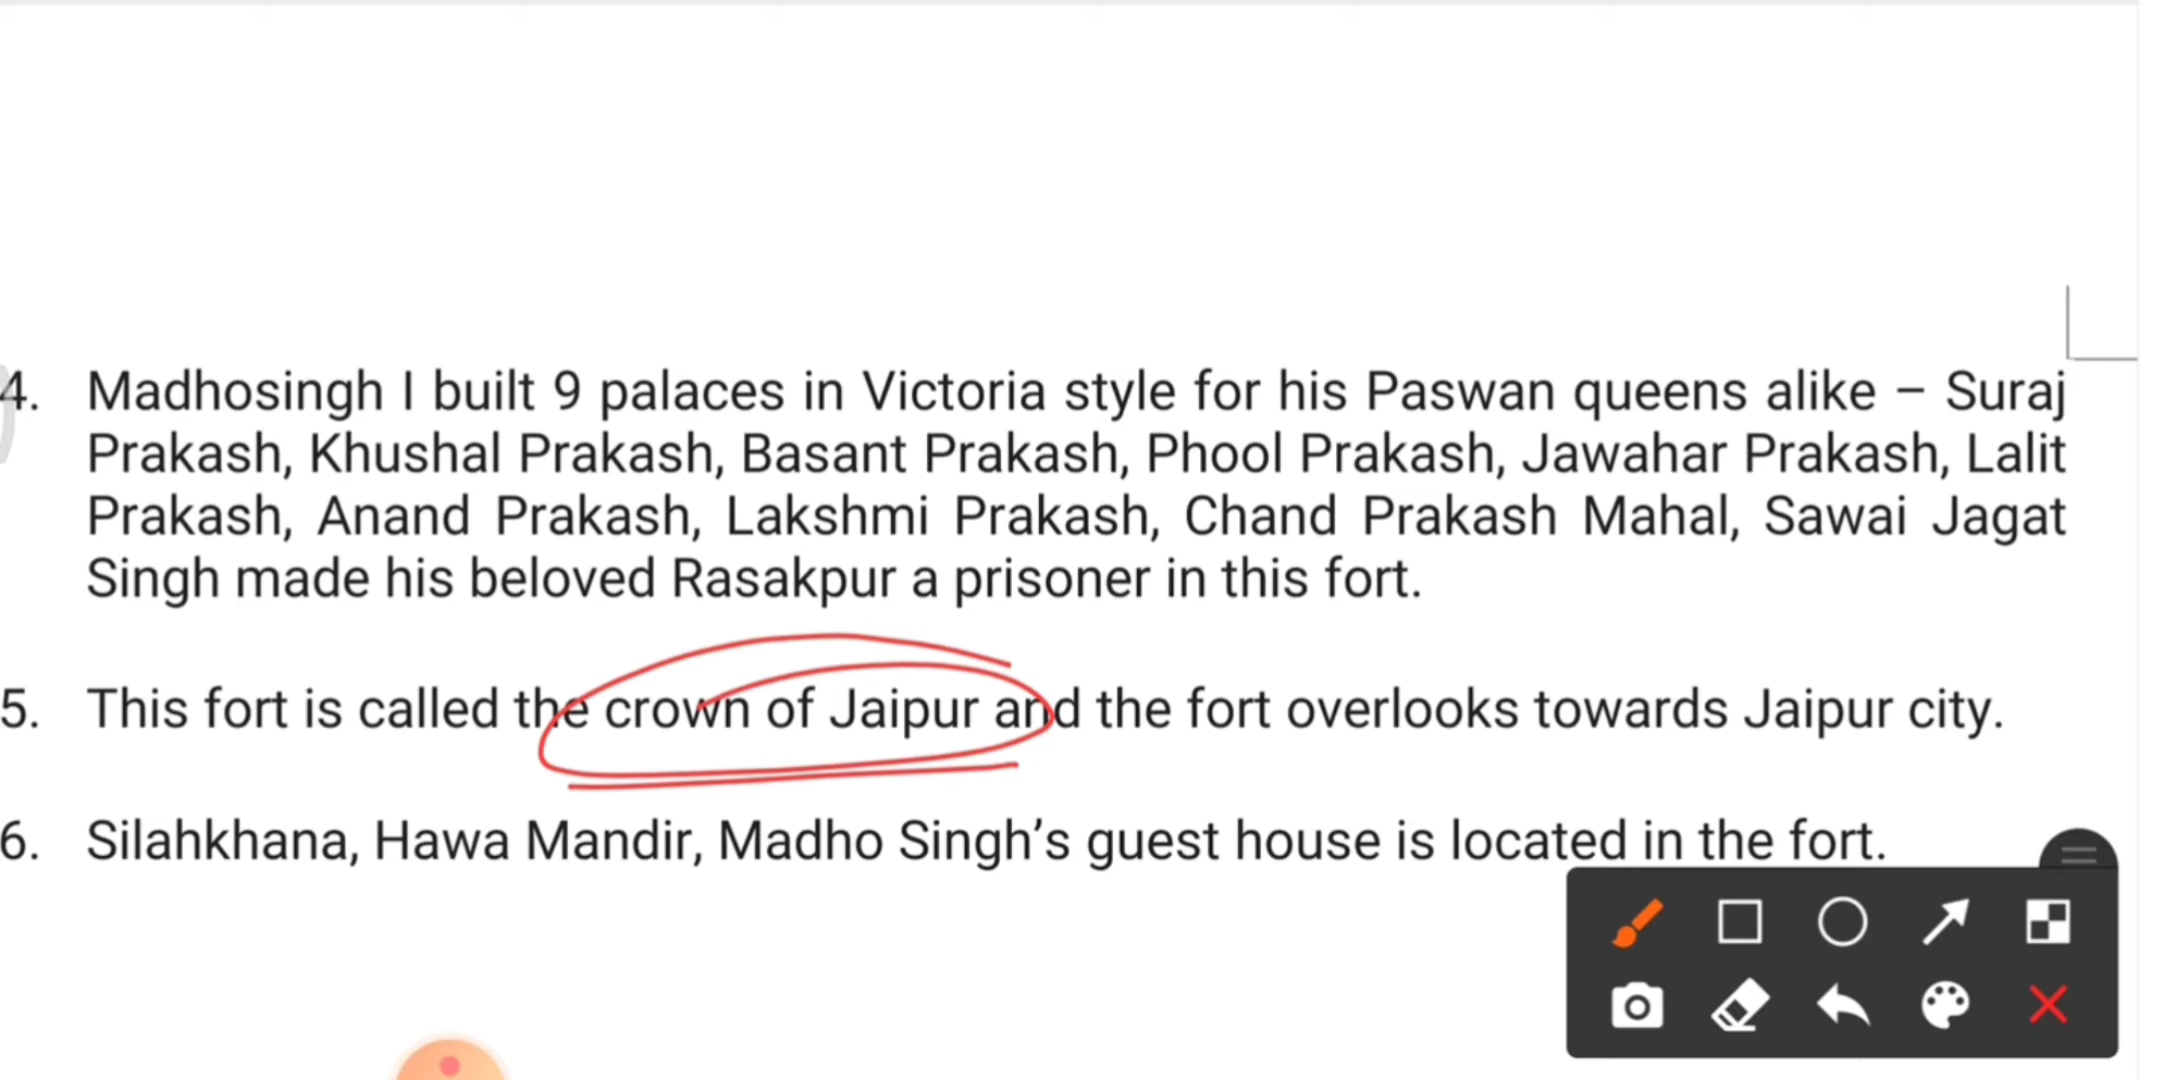 4. Madhosingh I built 9 palaces in Victoria style for his Paswan queens alike – Suraj
Prakash, Khushal Prakash, Basant Prakash, Phool Prakash, Jawahar Prakash, Lalit
Prakash, Anand Prakash, Lakshmi Prakash, Chand Prakash Mahal, Sawai Jagat
Singh made his beloved Rasakpur a prisoner in this fort.
5. This fort is called the crown of Jaipur and the fort overlooks towards Jaipur city.
6. Silahkhana, Hawa Mandir, Madho Singh’s guest house is located in the fort.